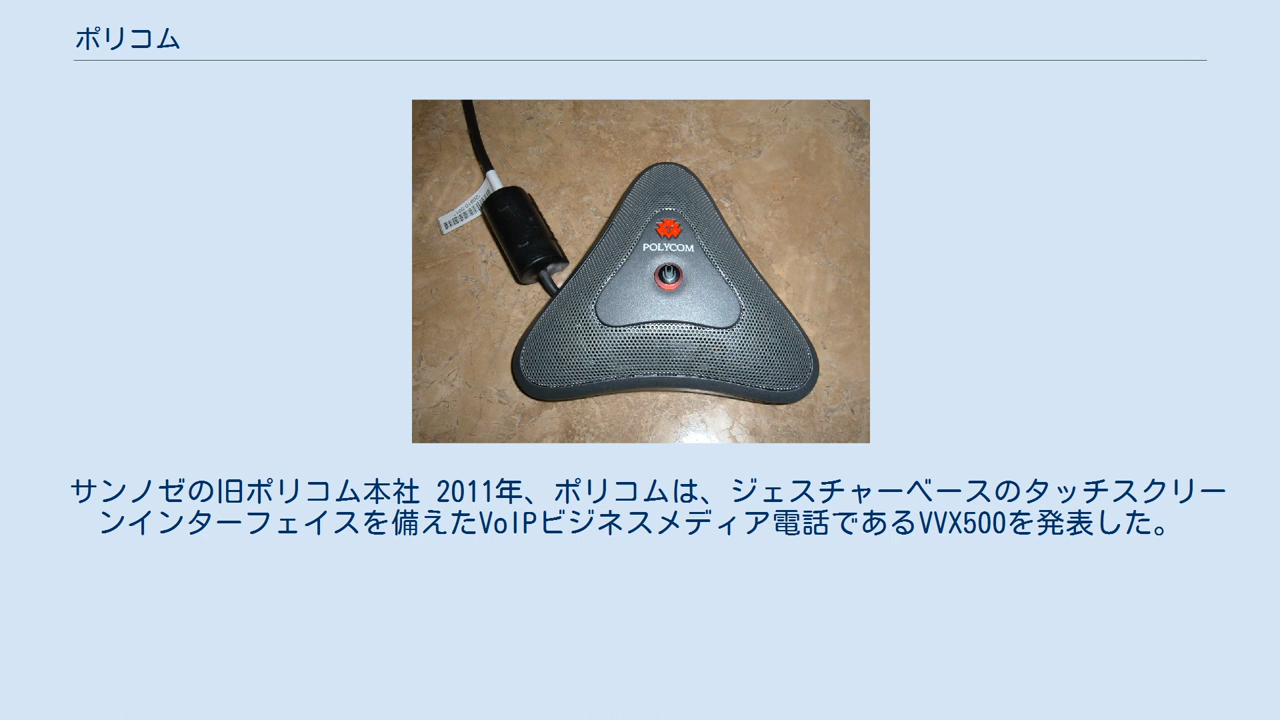 ポリコム
POLYCOM
サンノゼの旧ポリコム本社 2011年、ポリコムは、ジェスチャーベースのタッチスクリー
ンインターフェイスを備えたVoIPビジネスメディア電話であるVVX500を発表した。